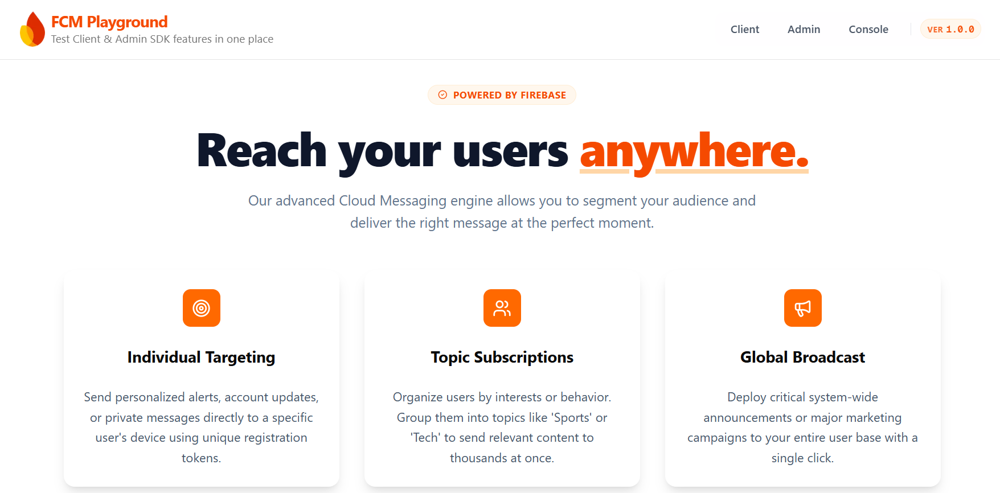 FCM Playground
Test Client & Admin SDK features in one place
Client
Admin
Console
VER 1.0.0
POWERED BY FIREBASE
Reach your users anywhere.
Our advanced Cloud Messaging engine allows you to segment your audience and
deliver the right message at the perfect moment.
Individual Targeting
Send personalized alerts, account updates,
or private messages directly to a specific
user's device using unique registration
tokens.
Topic Subscriptions
Organize users by interests or behavior.
Group them into topics like 'Sports' or
'Tech' to send relevant content to
thousands at once.
Global Broadcast
Deploy critical system-wide
announcements or major marketing
campaigns to your entire user base with a
single click.